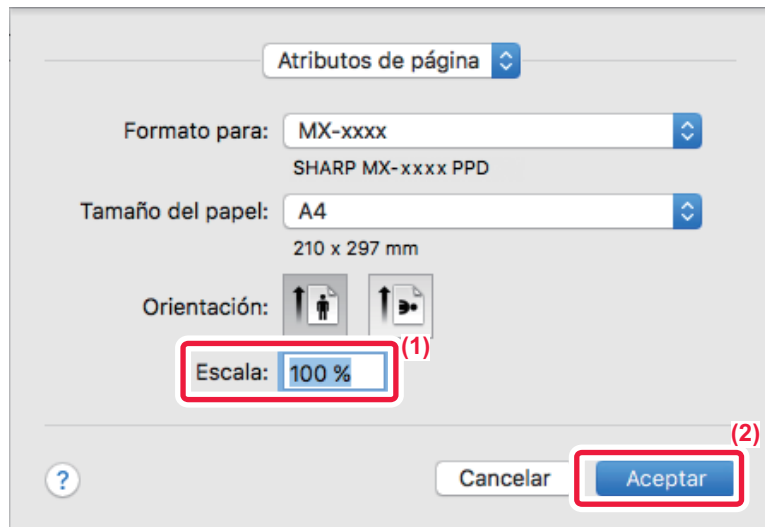 Atributos de página
Formato para: MX-xxxx
SHARP MX-xxxx PPD
Tamaño del papel: A4
210 x 297 mm
Orientación:
(1)
Escala: 100 %
(2)
? Cancelar Aceptar